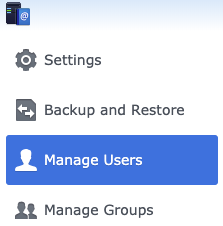 @
Settings
Backup and Restore
Manage Users
Manage Groups